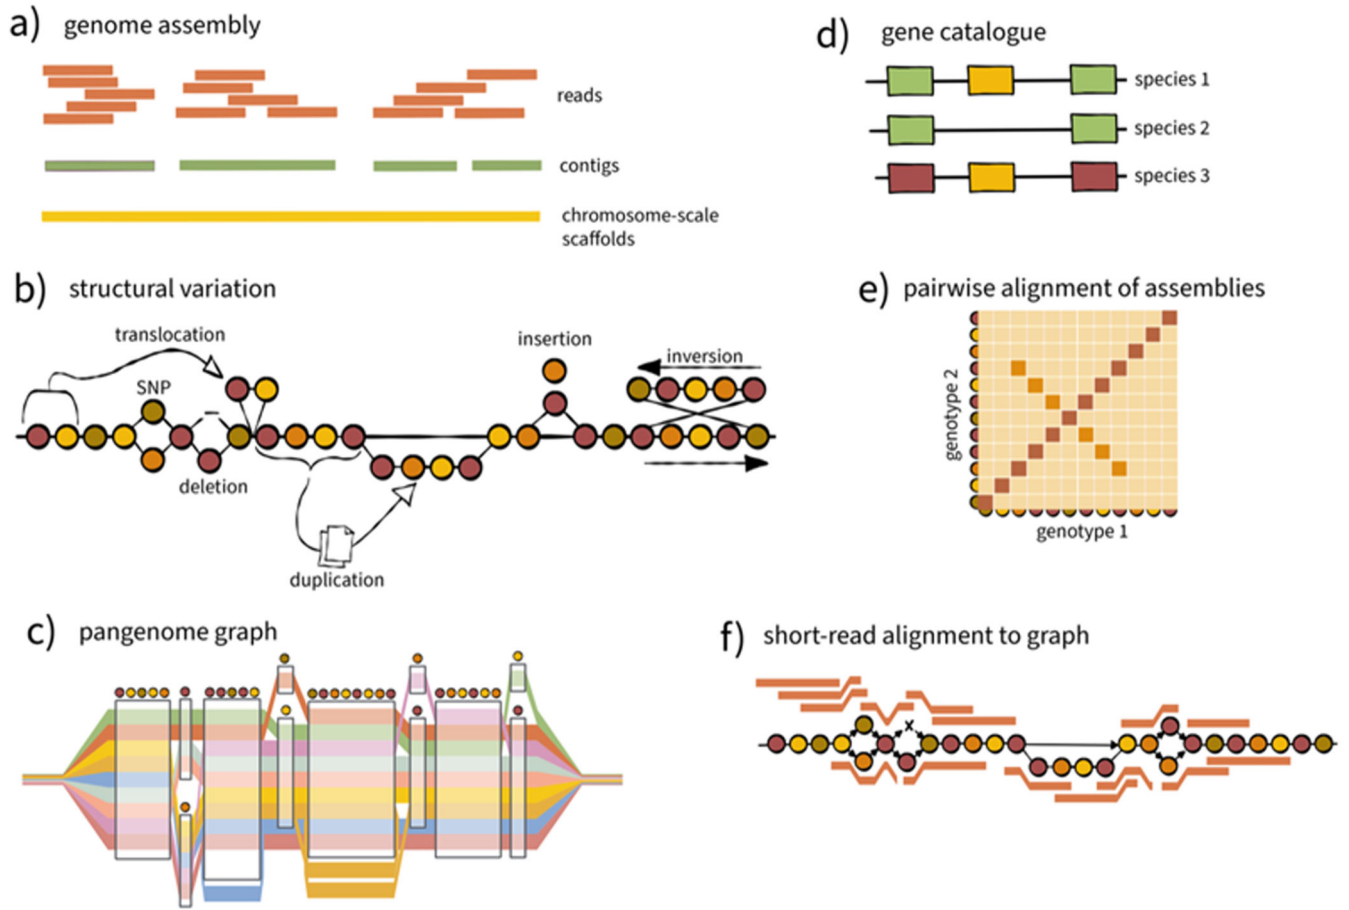 a) genome assembly
reads
contigs
chromosome-scale
scaffolds
b) structural variation
translocation
SNP
deletion
duplication
insertion
inversion
c) pangenome graph
d) gene catalogue
species 1
species 2
species 3
e) pairwise alignment of assemblies
genotype 2
genotype 1
f) short-read alignment to graph
x